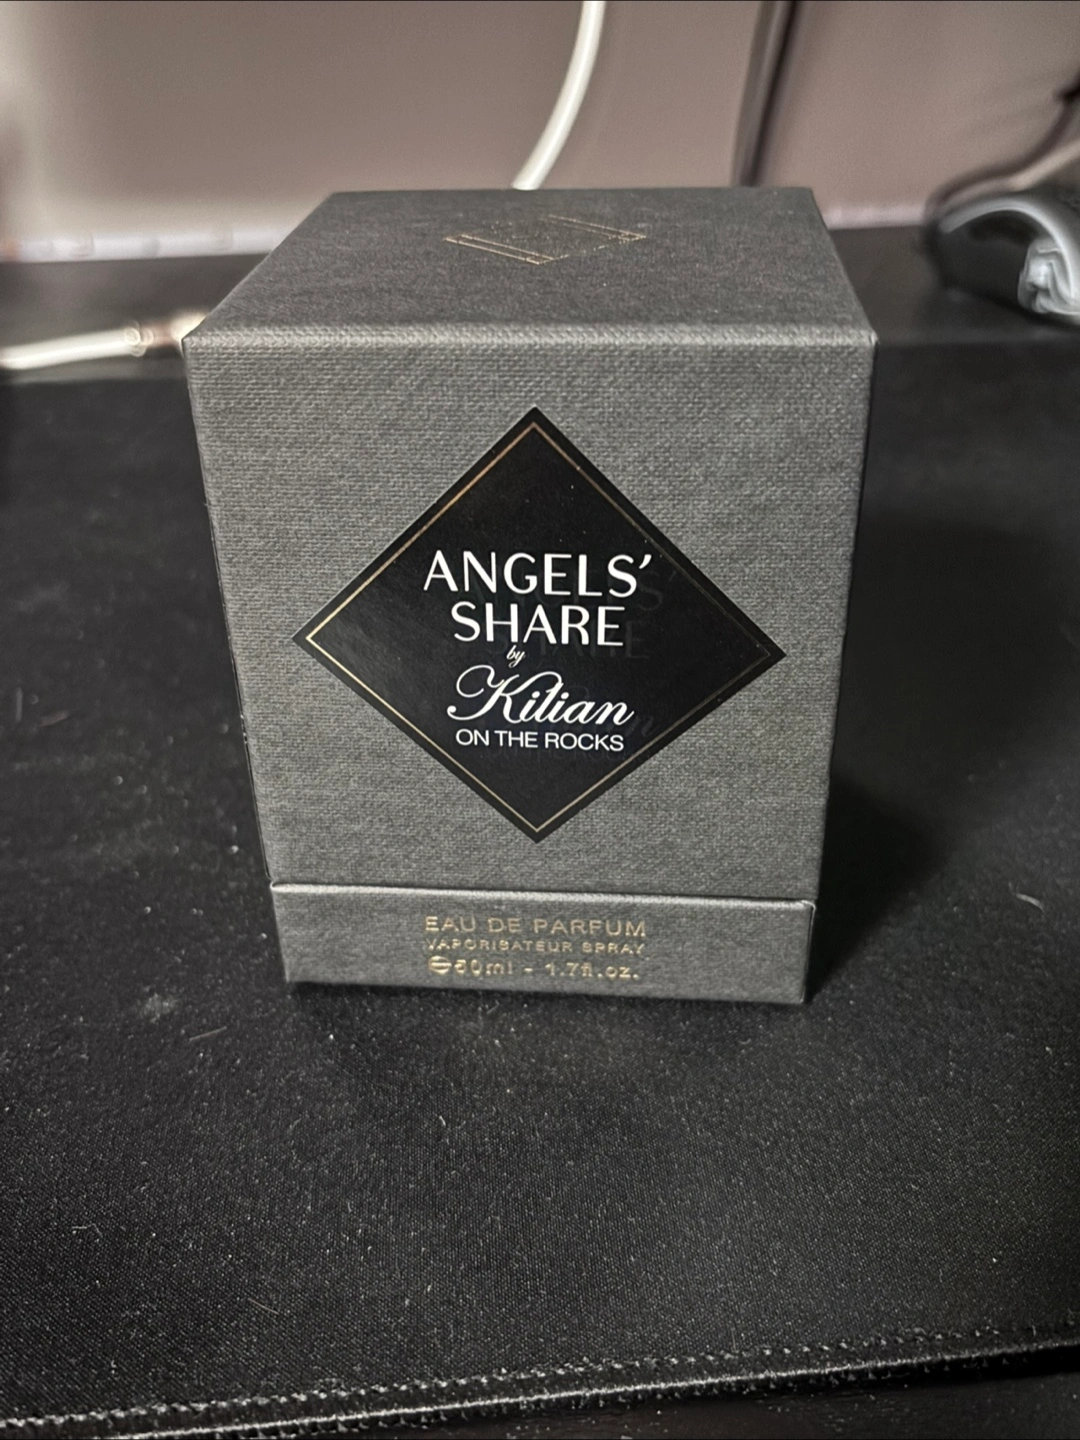 ANGELS'
SHARE
by
Kilian
ON THE ROCKS
EAU DE PARFUM
VAPORISATEUR SPRAY
50ml - 1.7fl.oz.